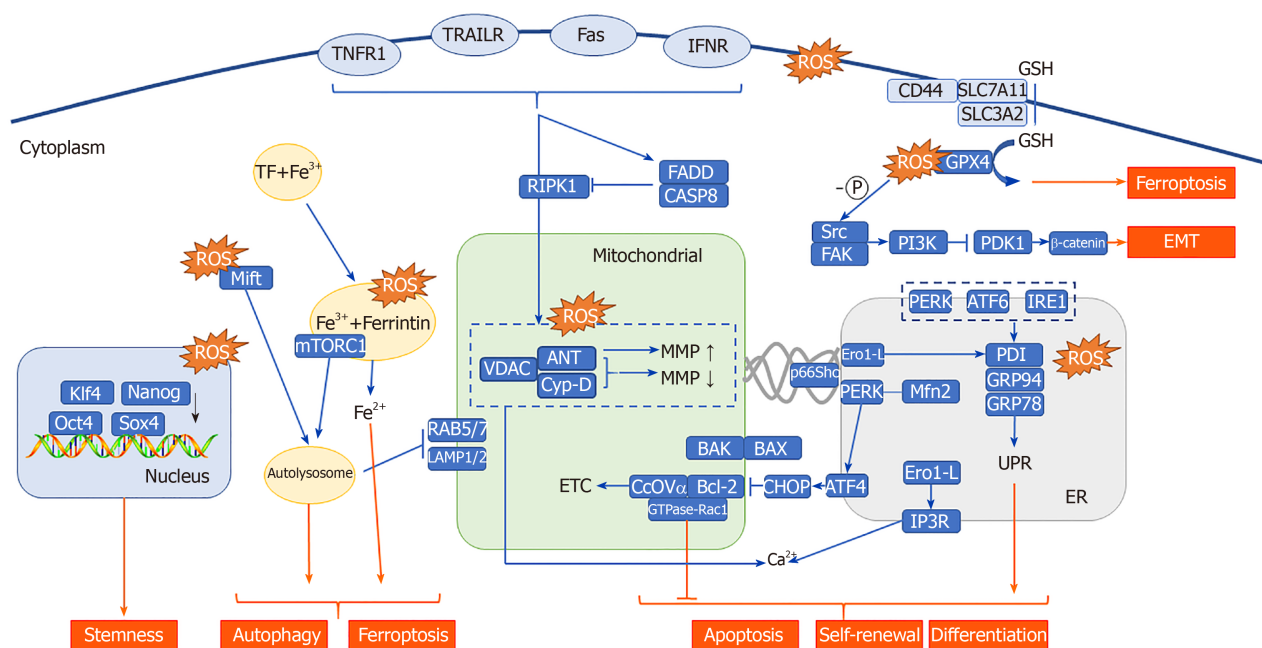 TNFR1
TRAILR
Fas
IFNR
ROS
GSH
CD44
SLC7A11
SLC3A2
GSH
Cytoplasm
TF+Fe³⁺
RIPK1
FADD
CASP8
ROS
GPX4
Ferroptosis
–P
Src
FAK
PI3K
PDK1
β-catenin
EMT
ROS
Mift
ROS
Fe³⁺+Ferrintin
mTORC1
Fe²⁺
Mitochondrial
ROS
VDAC
ANT
Cyp-D
MMP ↑
MMP ↓
PERK
ATF6
IRE1
p66Shc
Ero1-L
PDI
ROS
GRP94
GRP78
PERK
Mfn2
UPR
ROS
Klf4
Nanog
Oct4
Sox4
Nucleus
Autolysosome
RAB5/7
LAMP1/2
BAK
BAX
ETC
CcOVα
Bcl-2
GTPase-Rac1
CHOP
ATF4
Ero1-L
IP3R
ER
Ca²⁺
Stemness
Autophagy
Ferroptosis
Apoptosis
Self-renewal
Differentiation